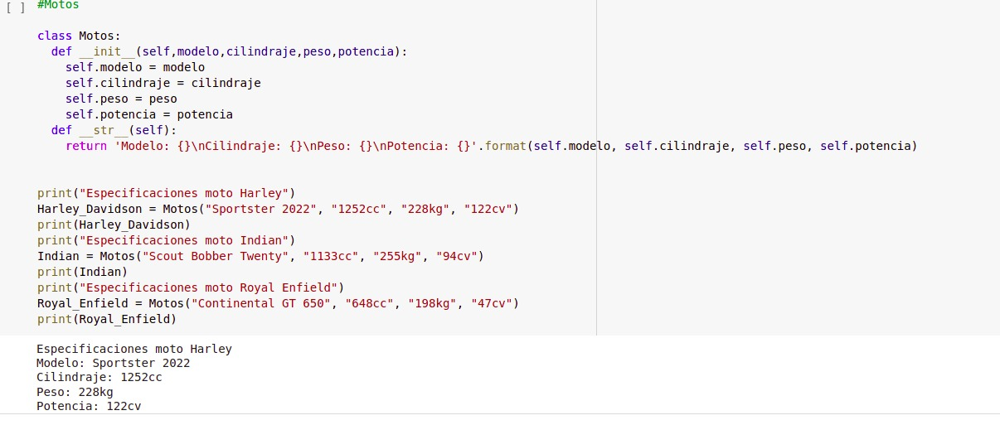 [ ] #Motos
class Motos:
  def __init__(self,modelo,cilindraje,peso,potencia):
    self.modelo = modelo
    self.cilindraje = cilindraje
    self.peso = peso
    self.potencia = potencia
  def __str__(self):
    return 'Modelo: {}\nCilindraje: {}\nPeso: {}\nPotencia: {}'.format(self.modelo, self.cilindraje, self.peso, self.potencia)
print("Especificaciones moto Harley")
Harley_Davidson = Motos("Sportster 2022", "1252cc", "228kg", "122cv")
print(Harley_Davidson)
print("Especificaciones moto Indian")
Indian = Motos("Scout Bobber Twenty", "1133cc", "255kg", "94cv")
print(Indian)
print("Especificaciones moto Royal Enfield")
Royal_Enfield = Motos("Continental GT 650", "648cc", "198kg", "47cv")
print(Royal_Enfield)
Especificaciones moto Harley
Modelo: Sportster 2022
Cilindraje: 1252cc
Peso: 228kg
Potencia: 122cv